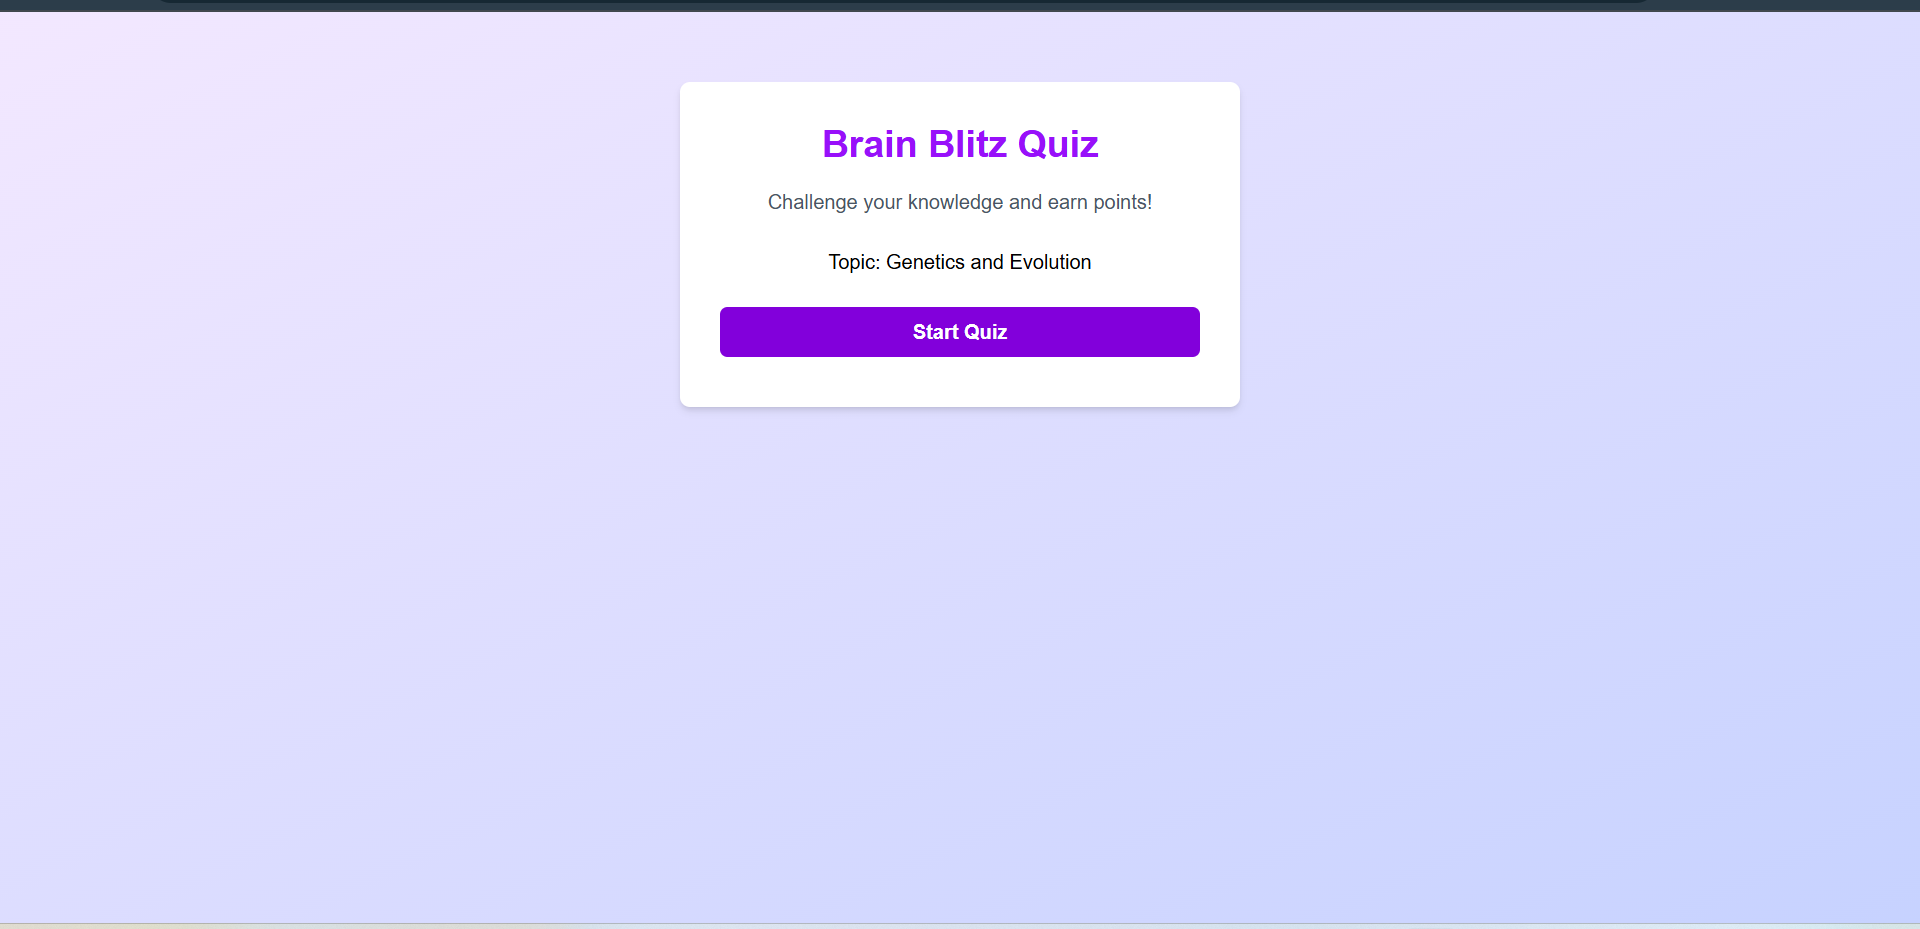 Brain Blitz Quiz
Challenge your knowledge and earn points!
Topic: Genetics and Evolution
Start Quiz